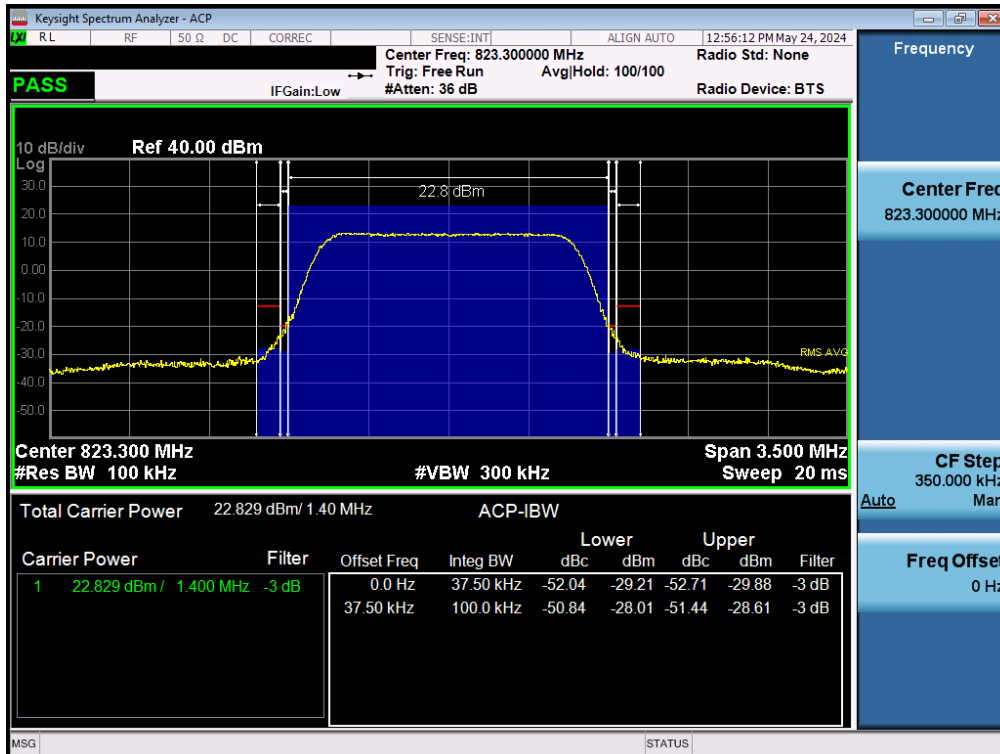 Keysight Spectrum Analyzer - ACP
LXI RL RF 50 Ω DC CORREC SENSE:INT ALIGN AUTO 12:56:12 PM May 24, 2024
Center Freq: 823.300000 MHz Radio Std: None
Trig: Free Run Avg|Hold: 100/100
PASS IFGain:Low #Atten: 36 dB Radio Device: BTS
10 dB/div Ref 40.00 dBm
Log
30.0
22.8 dBm
20.0
10.0
0.00
-10.0
-20.0
-30.0
RMS AVG
-40.0
-50.0
Center 823.300 MHz Span 3.500 MHz
#Res BW 100 kHz #VBW 300 kHz Sweep 20 ms
Total Carrier Power 22.829 dBm/ 1.40 MHz ACP-IBW
Lower Upper
Carrier Power Filter Offset Freq Integ BW dBc dBm dBc dBm Filter
1 22.829 dBm / 1.400 MHz -3 dB 0.0 Hz 37.50 kHz -52.04 -29.21 -52.71 -29.88 -3 dB
37.50 kHz 100.0 kHz -50.84 -28.01 -51.44 -28.61 -3 dB
MSG STATUS
Frequency
Center Freq
823.300000 MHz
CF Step
350.000 kHz
Auto Man
Freq Offset
0 Hz